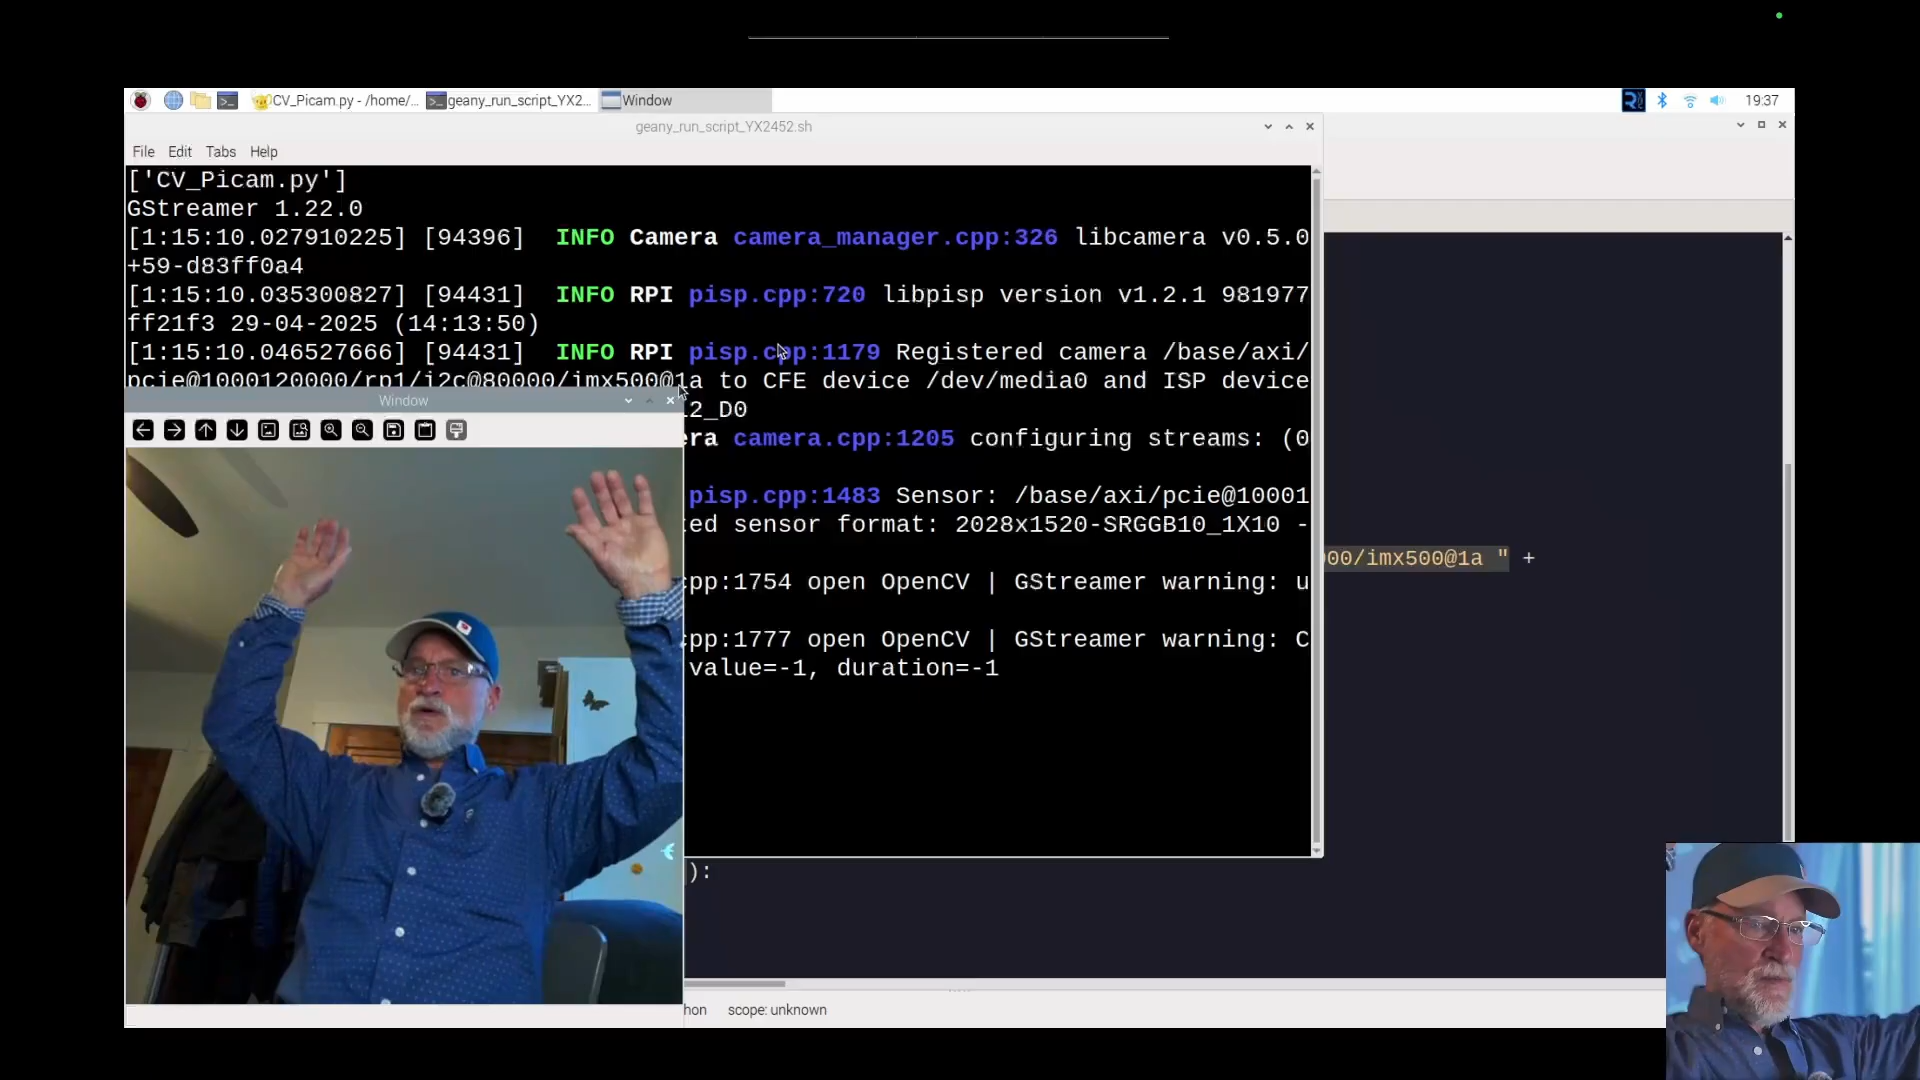 CV_Picam.py - /home/... geany_run_script_YX2... Window 19:37
geany_run_script_YX2452.sh
File Edit Tabs Help
['CV_Picam.py']
GStreamer 1.22.0
[1:15:10.027910225] [94396]  INFO Camera camera_manager.cpp:326 libcamera v0.5.0
+59-d83ff0a4
[1:15:10.035300827] [94431]  INFO RPI pisp.cpp:720 libpisp version v1.2.1 981977
ff21f3 29-04-2025 (14:13:50)
[1:15:10.046527666] [94431]  INFO RPI pisp.cpp:1179 Registered camera /base/axi/
pcie@1000120000/rp1/i2c@80000/imx500@1a to CFE device /dev/media0 and ISP device
Window
12_D0
era camera.cpp:1205 configuring streams: (0
pisp.cpp:1483 Sensor: /base/axi/pcie@10001
ted sensor format: 2028x1520-SRGGB10_1X10 -
00/imx500@1a " +
cpp:1754 open OpenCV | GStreamer warning: u
cpp:1777 open OpenCV | GStreamer warning: C
value=-1, duration=-1
):
hon scope: unknown